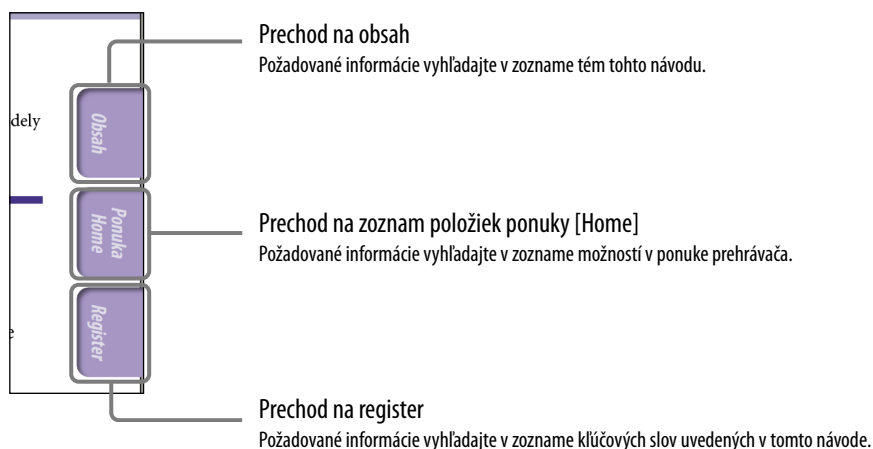 Prechod na obsah
Požadované informácie vyhľadajte v zozname tém tohto návodu.
dely
Obsah
Ponuka
Home
Prechod na zoznam položiek ponuky [Home]
Požadované informácie vyhľadajte v zozname možností v ponuke prehrávača.
e
Register
Prechod na register
Požadované informácie vyhľadajte v zozname kľúčových slov uvedených v tomto návode.